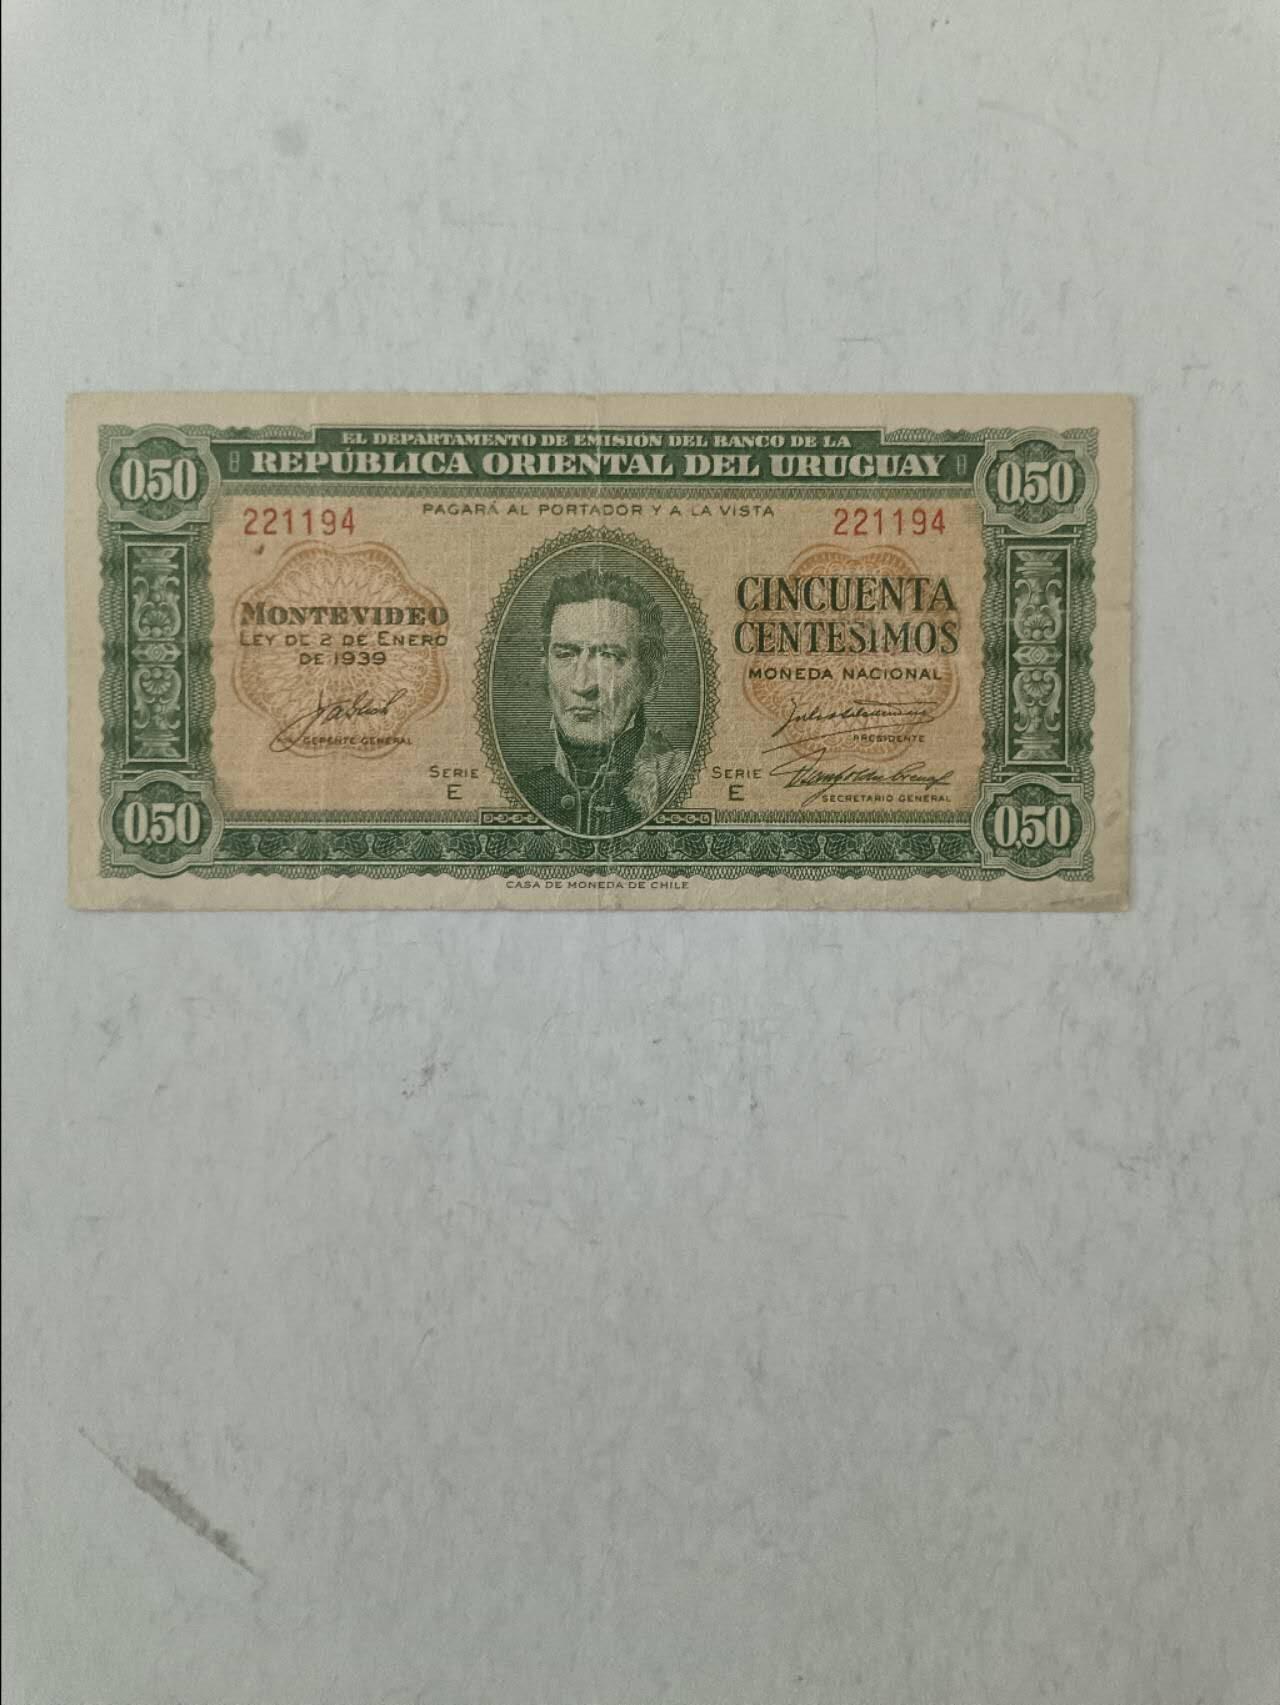 EL DEPARTAMENTO DE EMISIÓN DEL BANCO DE LA
REPÚBLICA ORIENTAL DEL URUGUAY
0,50 0,50
PAGARÁ AL PORTADOR Y A LA VISTA
221194 221194
MONTEVIDEO
LEY DE 2 DE ENERO
DE 1939
GERENTE GENERAL
CINCUENTA
CENTESIMOS
MONEDA NACIONAL
PRESIDENTE
SERIE
E
SERIE
E
SECRETARIO GENERAL
0,50 0,50
CASA DE MONEDA DE CHILE